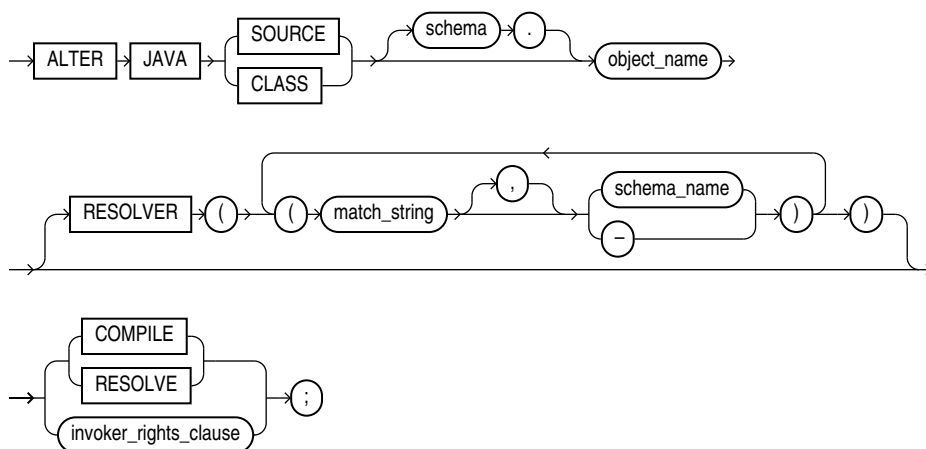 SOURCE
schema .
ALTER JAVA object_name
CLASS
, schema_name
RESOLVER ( ( match_string ) )
–
COMPILE
RESOLVE ;
invoker_rights_clause